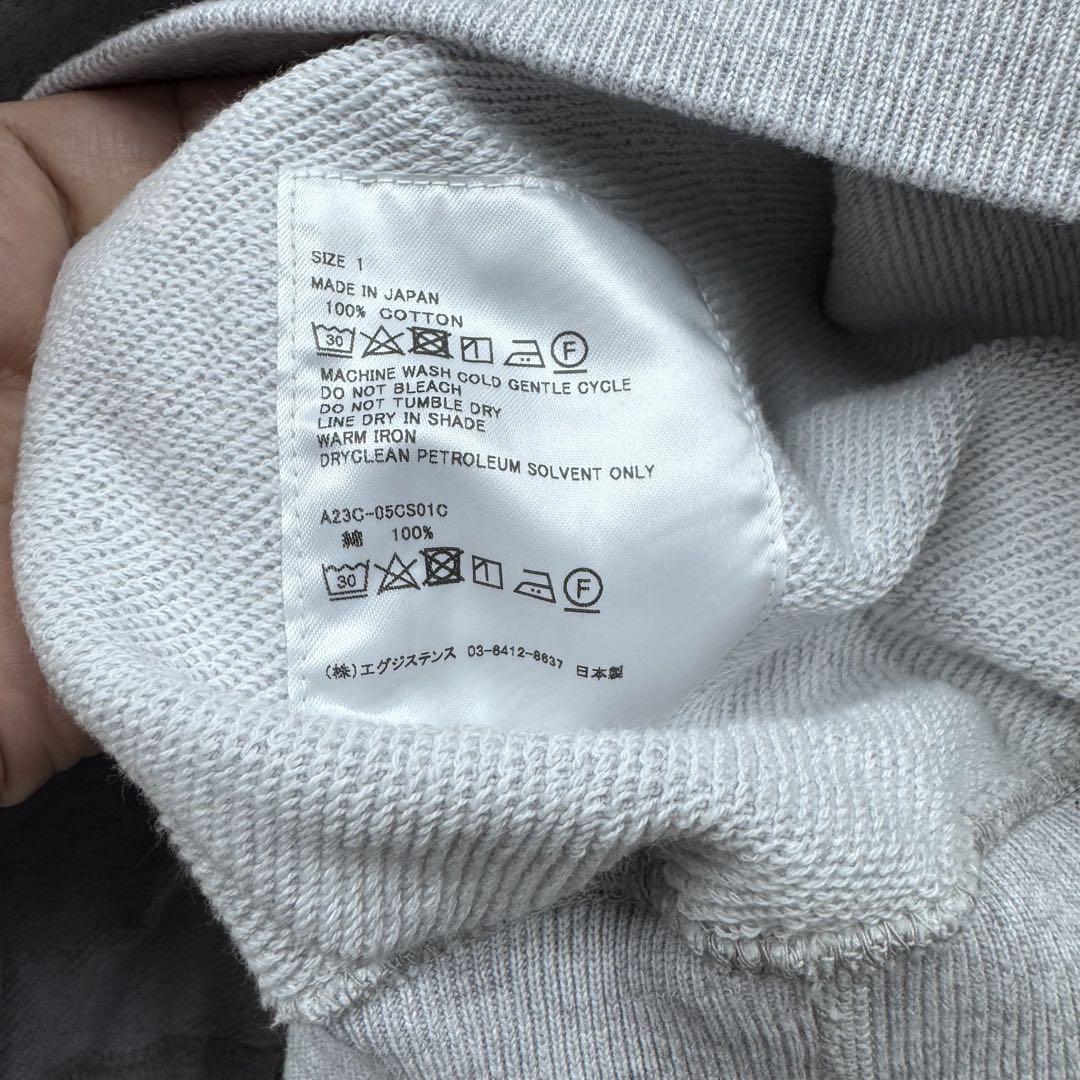 SIZE 1
MADE IN JAPAN
100% COTTON
30 1 F
MACHINE WASH COLD GENTLE CYCLE
DO NOT BLEACH
DO NOT TUMBLE DRY
LINE DRY IN SHADE
WARM IRON
DRYCLEAN PETROLEUM SOLVENT ONLY
A23C-05CS01C
綿 100%
30 1 F
(株)エグジステンス 03-6412-8637 日本製